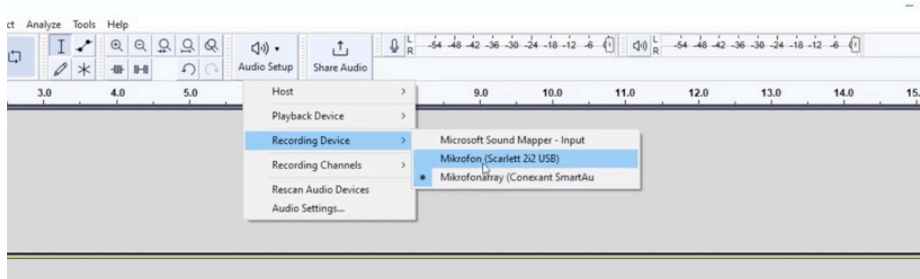 ct Analyze Tools Help
Audio Setup
Share Audio
L
R
-54 -48 -42 -36 -30 -24 -18 -12 -6
L
R
-54 -48 -42 -36 -30 -24 -18 -12 -6
3.0 4.0 5.0 9.0 10.0 11.0 12.0 13.0 14.0 15.
Host
Playback Device
Recording Device
Recording Channels
Rescan Audio Devices
Audio Settings...
Microsoft Sound Mapper - Input
Mikrofon (Scarlett 2i2 USB)
Mikrofonarray (Conexant SmartAu